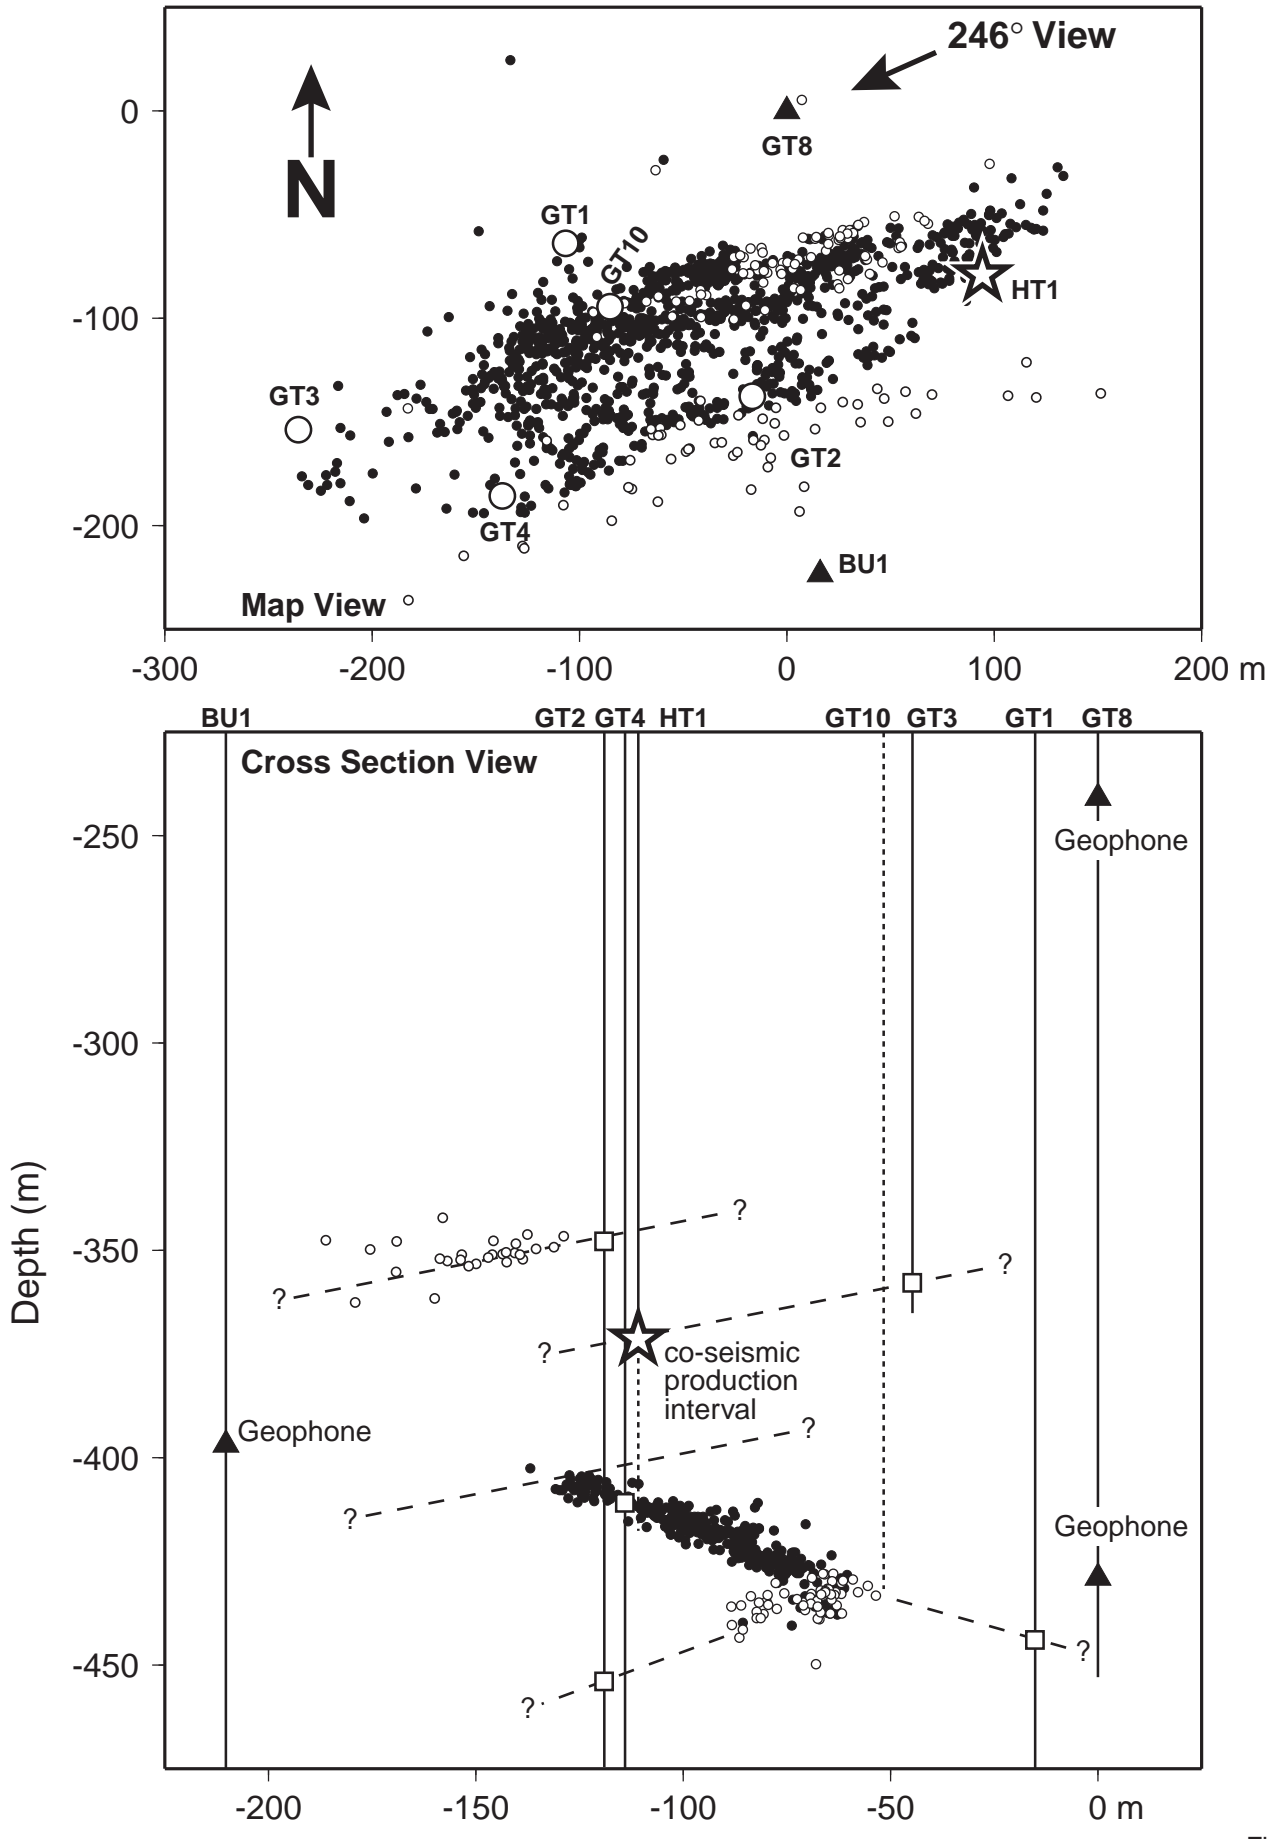 246° View
0
GT8
N
GT1
GT10
HT1
-100
GT3
GT2
-200
GT4
BU1
Map View
-300 -200 -100 0 100 200 m
BU1 GT2 GT4 HT1 GT10 GT3 GT1 GT8
Cross Section View
-250
Geophone
-300
Depth (m)
?
-350
?
?
?
co-seismic
production
interval
?
Geophone
-400
?
Geophone
-450
?
?
-200 -150 -100 -50 0 m